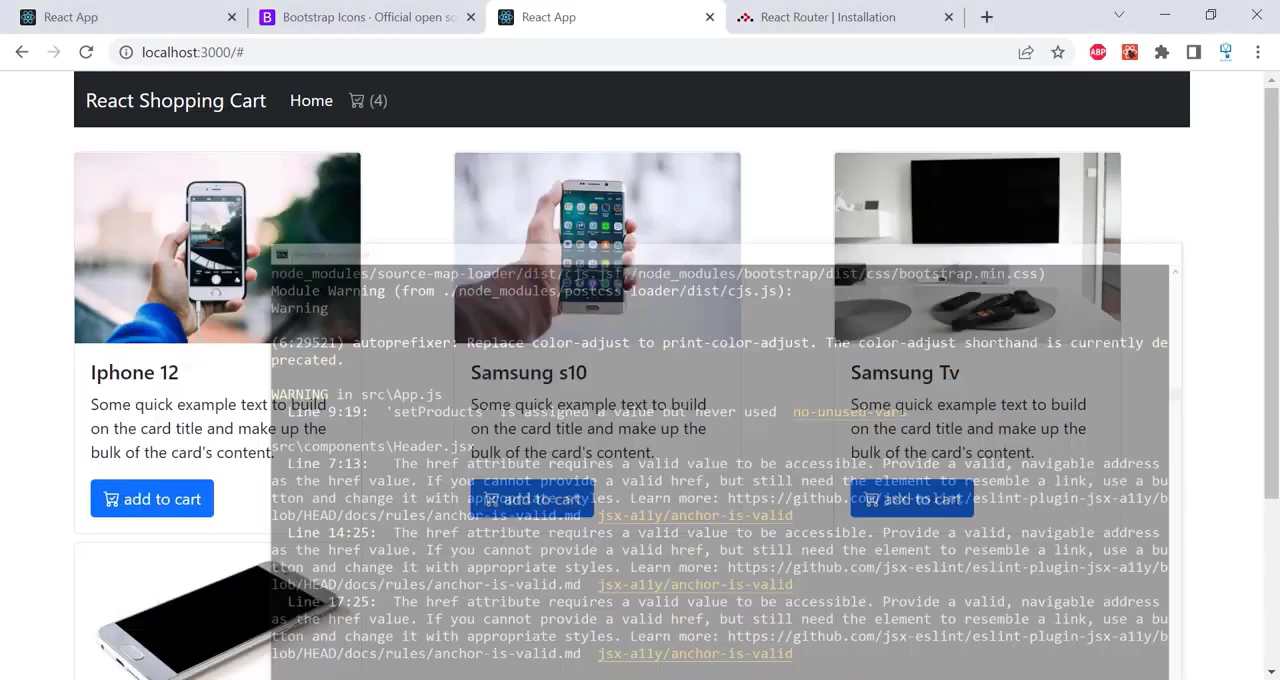 React App
Bootstrap Icons · Official open so
React App
React Router | Installation
localhost:3000/#
ABP
React Shopping Cart Home (4)
node_modules/source-map-loader/dist/cjs.js!./node_modules/bootstrap/dist/css/bootstrap.min.css)
Module Warning (from ./node_modules/postcss-loader/dist/cjs.js):
Warning
(6:29521) autoprefixer: Replace color-adjust to print-color-adjust. The color-adjust shorthand is currently de
precated.
WARNING in src\App.js
Line 9:19: 'setProducts' is assigned a value but never used no-unused-vars
src\components\Header.jsx
Line 7:13: The href attribute requires a valid value to be accessible. Provide a valid, navigable address
as the href value. If you cannot provide a valid href, but still need the element to resemble a link, use a bu
tton and change it with appropriate styles. Learn more: https://github.com/jsx-eslint/eslint-plugin-jsx-a11y/b
lob/HEAD/docs/rules/anchor-is-valid.md jsx-a11y/anchor-is-valid
Line 14:25: The href attribute requires a valid value to be accessible. Provide a valid, navigable address
as the href value. If you cannot provide a valid href, but still need the element to resemble a link, use a bu
tton and change it with appropriate styles. Learn more: https://github.com/jsx-eslint/eslint-plugin-jsx-a11y/b
lob/HEAD/docs/rules/anchor-is-valid.md jsx-a11y/anchor-is-valid
Line 17:25: The href attribute requires a valid value to be accessible. Provide a valid, navigable address
as the href value. If you cannot provide a valid href, but still need the element to resemble a link, use a bu
tton and change it with appropriate styles. Learn more: https://github.com/jsx-eslint/eslint-plugin-jsx-a11y/b
lob/HEAD/docs/rules/anchor-is-valid.md jsx-a11y/anchor-is-valid
Iphone 12
Some quick example text to build
on the card title and make up the
bulk of the card's content.
add to cart
Samsung s10
Some quick example text to build
on the card title and make up the
bulk of the card's content.
add to cart
Samsung Tv
Some quick example text to build
on the card title and make up the
bulk of the card's content.
add to cart